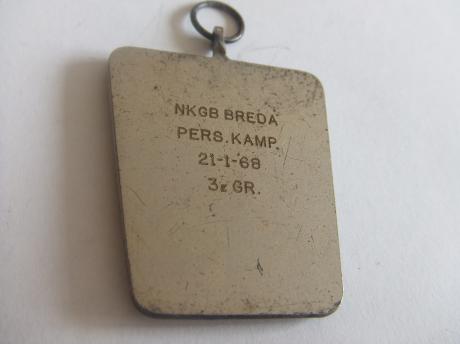 NKGB BREDA
PERS. KAMP.
21-1-68
3e GR.